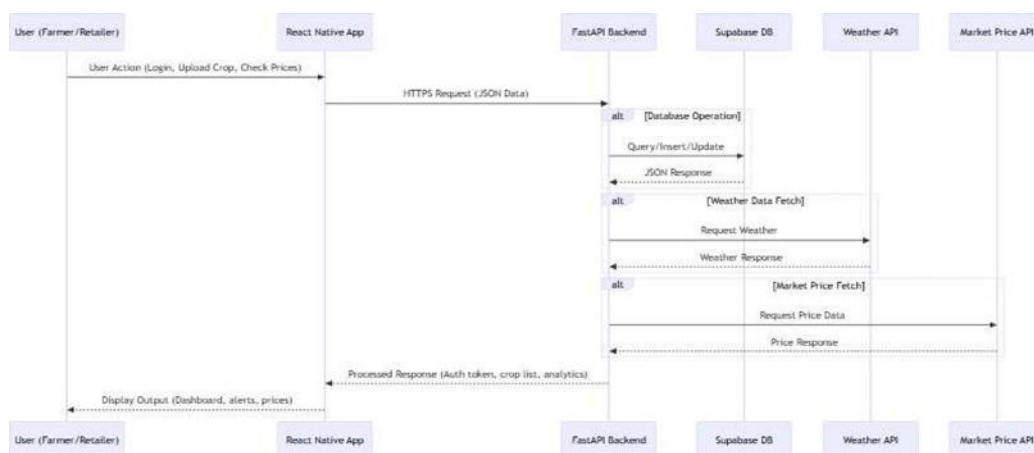 User (Farmer/Retailer) React Native App FastAPI Backend Supabase DB Weather API Market Price API
User Action (Login, Upload Crop, Check Prices)
HTTPS Request (JSON Data)
alt [Database Operation]
Query/Insert/Update
JSON Response
alt [Weather Data Fetch]
Request Weather
Weather Response
alt [Market Price Fetch]
Request Price Data
Price Response
Processed Response (Auth token, crop list, analytics)
Display Output (Dashboard, alerts, prices)
User (Farmer/Retailer) React Native App FastAPI Backend Supabase DB Weather API Market Price API